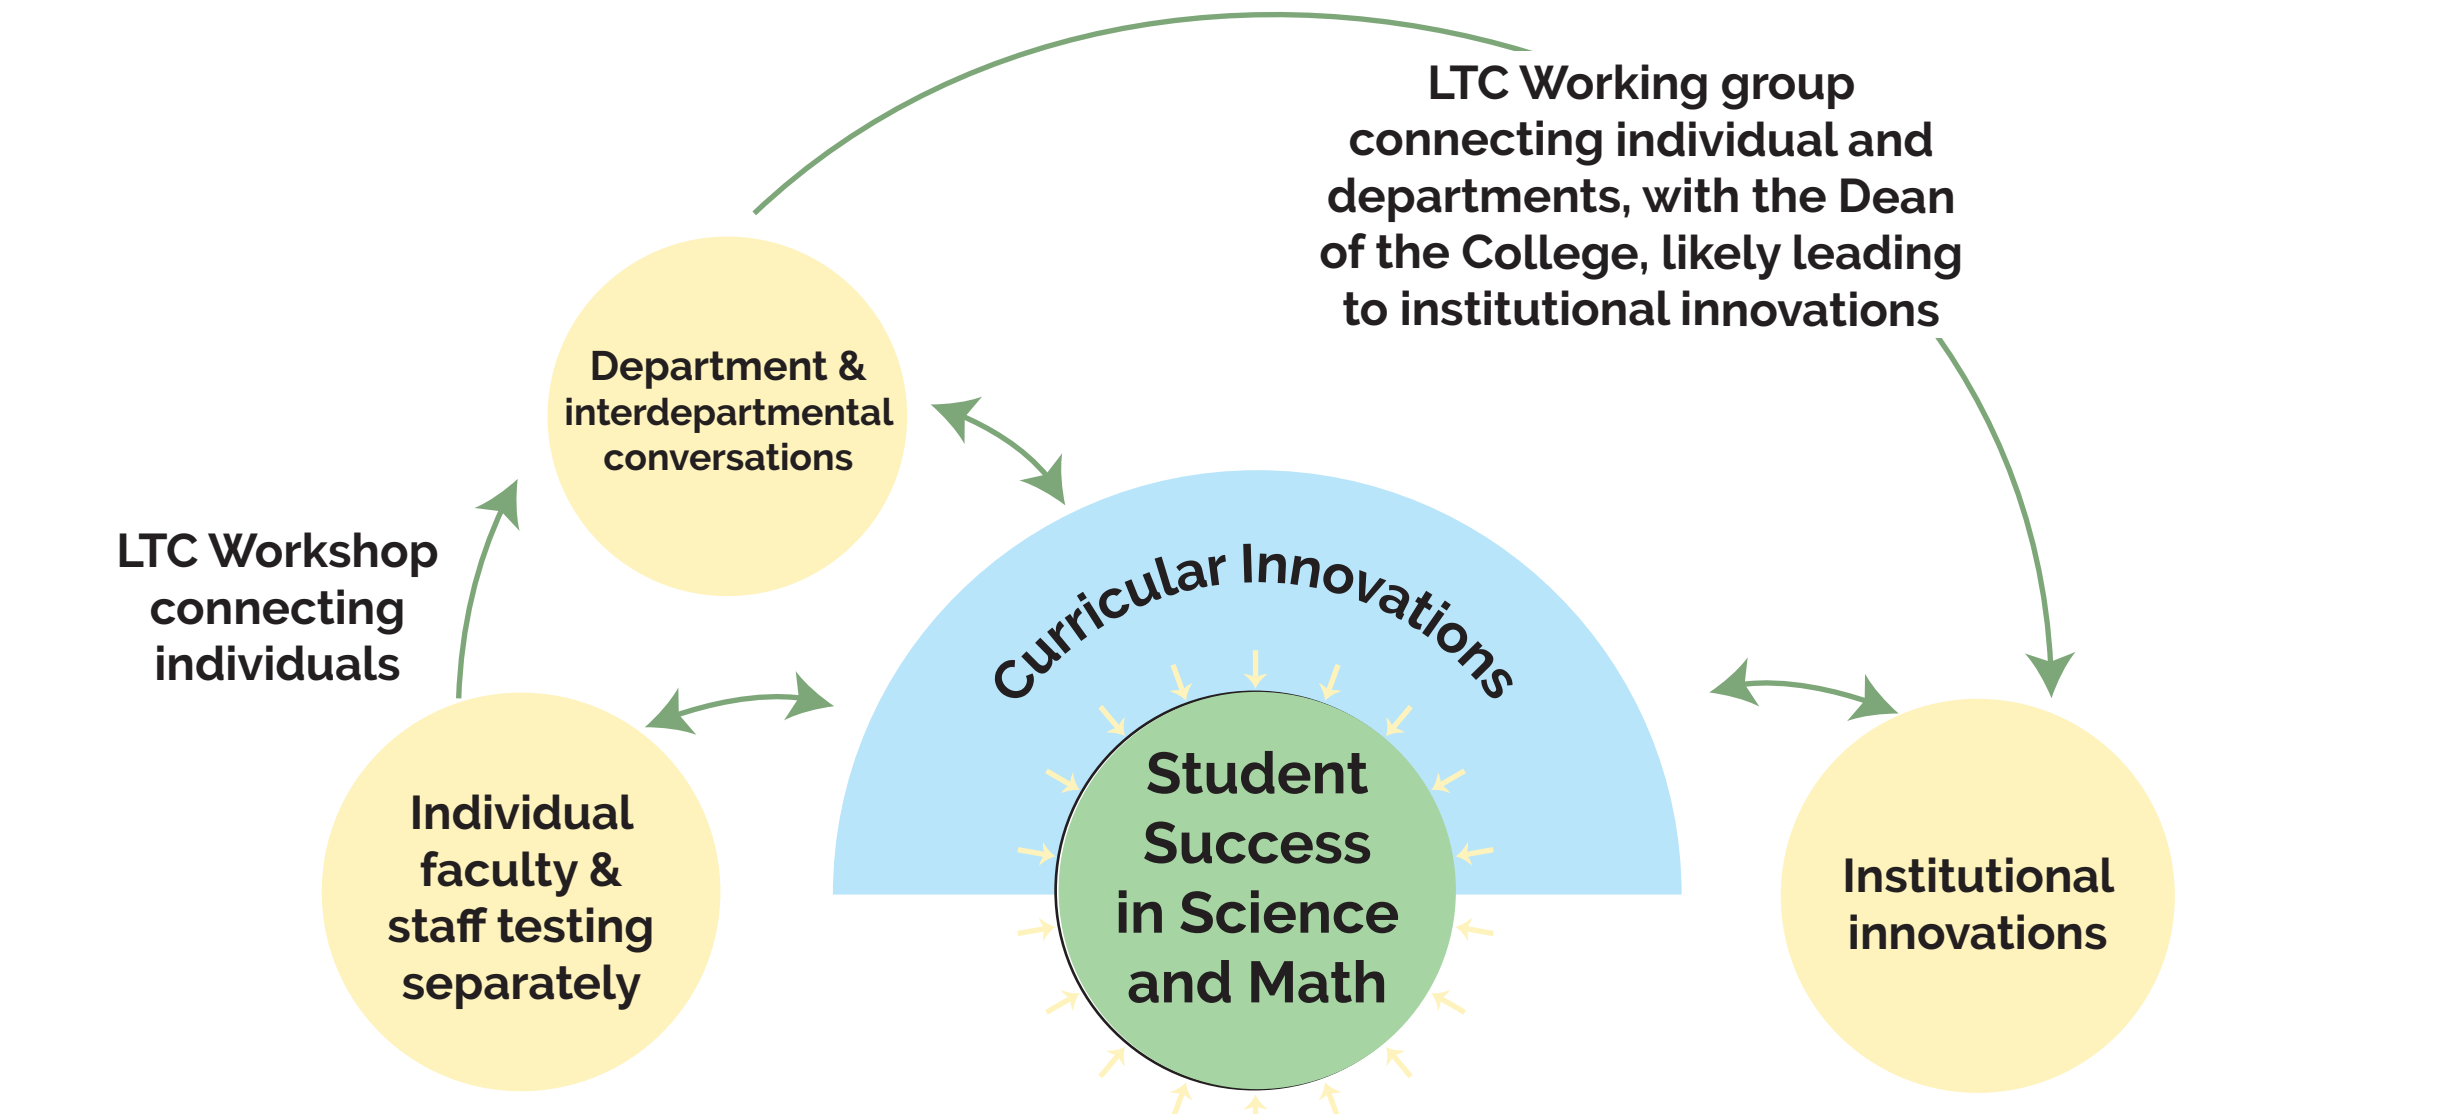 LTC Working group
connecting individual and
departments, with the Dean
of the College, likely leading
to institutional innovations
Department &
interdepartmental
conversations
LTC Workshop
connecting
individuals
Curricular Innovations
Individual
faculty &
staff testing
separately
Student
Success
in Science
and Math
Institutional
innovations